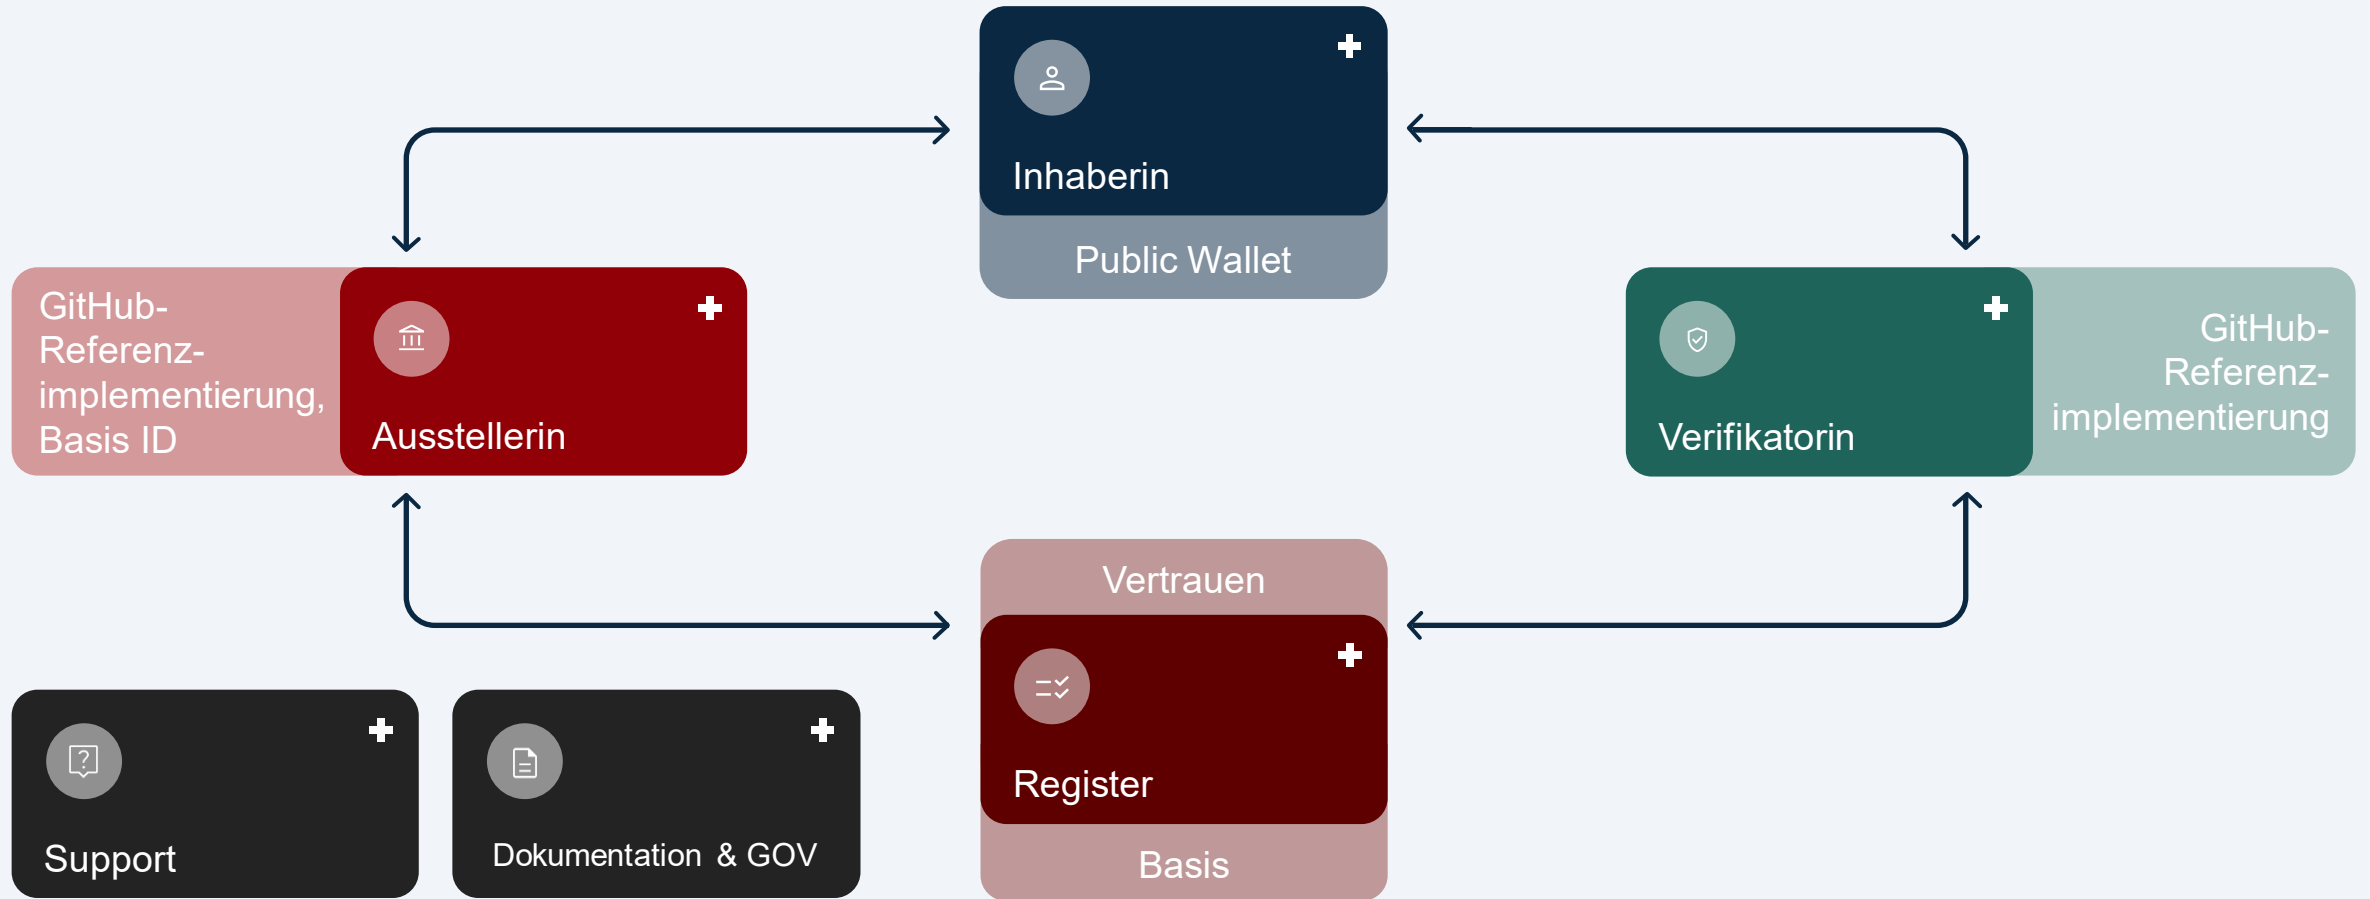 Inhaberin
Public Wallet
GitHub-
Referenz-
implementierung,
Basis ID
Ausstellerin
Verifikatorin
GitHub-
Referenz-
implementierung
Vertrauen
Register
Basis
Support
Dokumentation & GOV